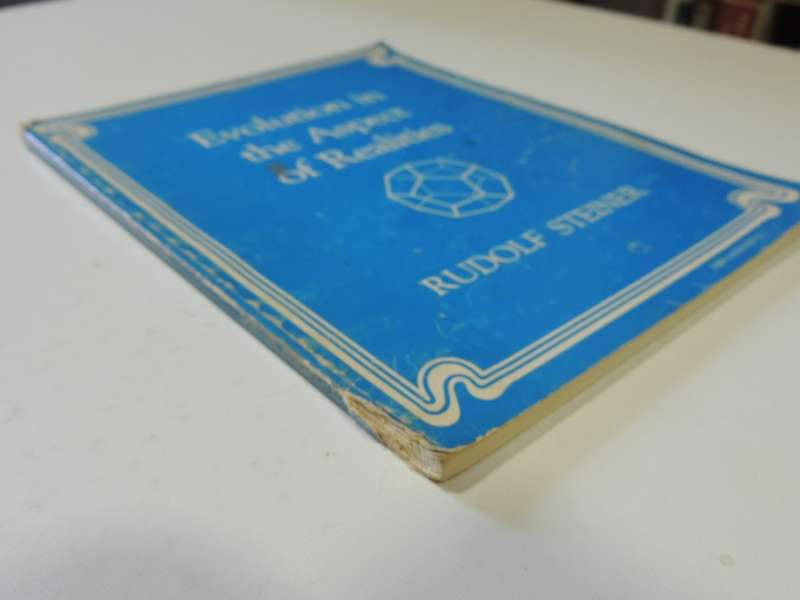 Evolution in
the Aspect
of Realities
RUDOLF STEINER